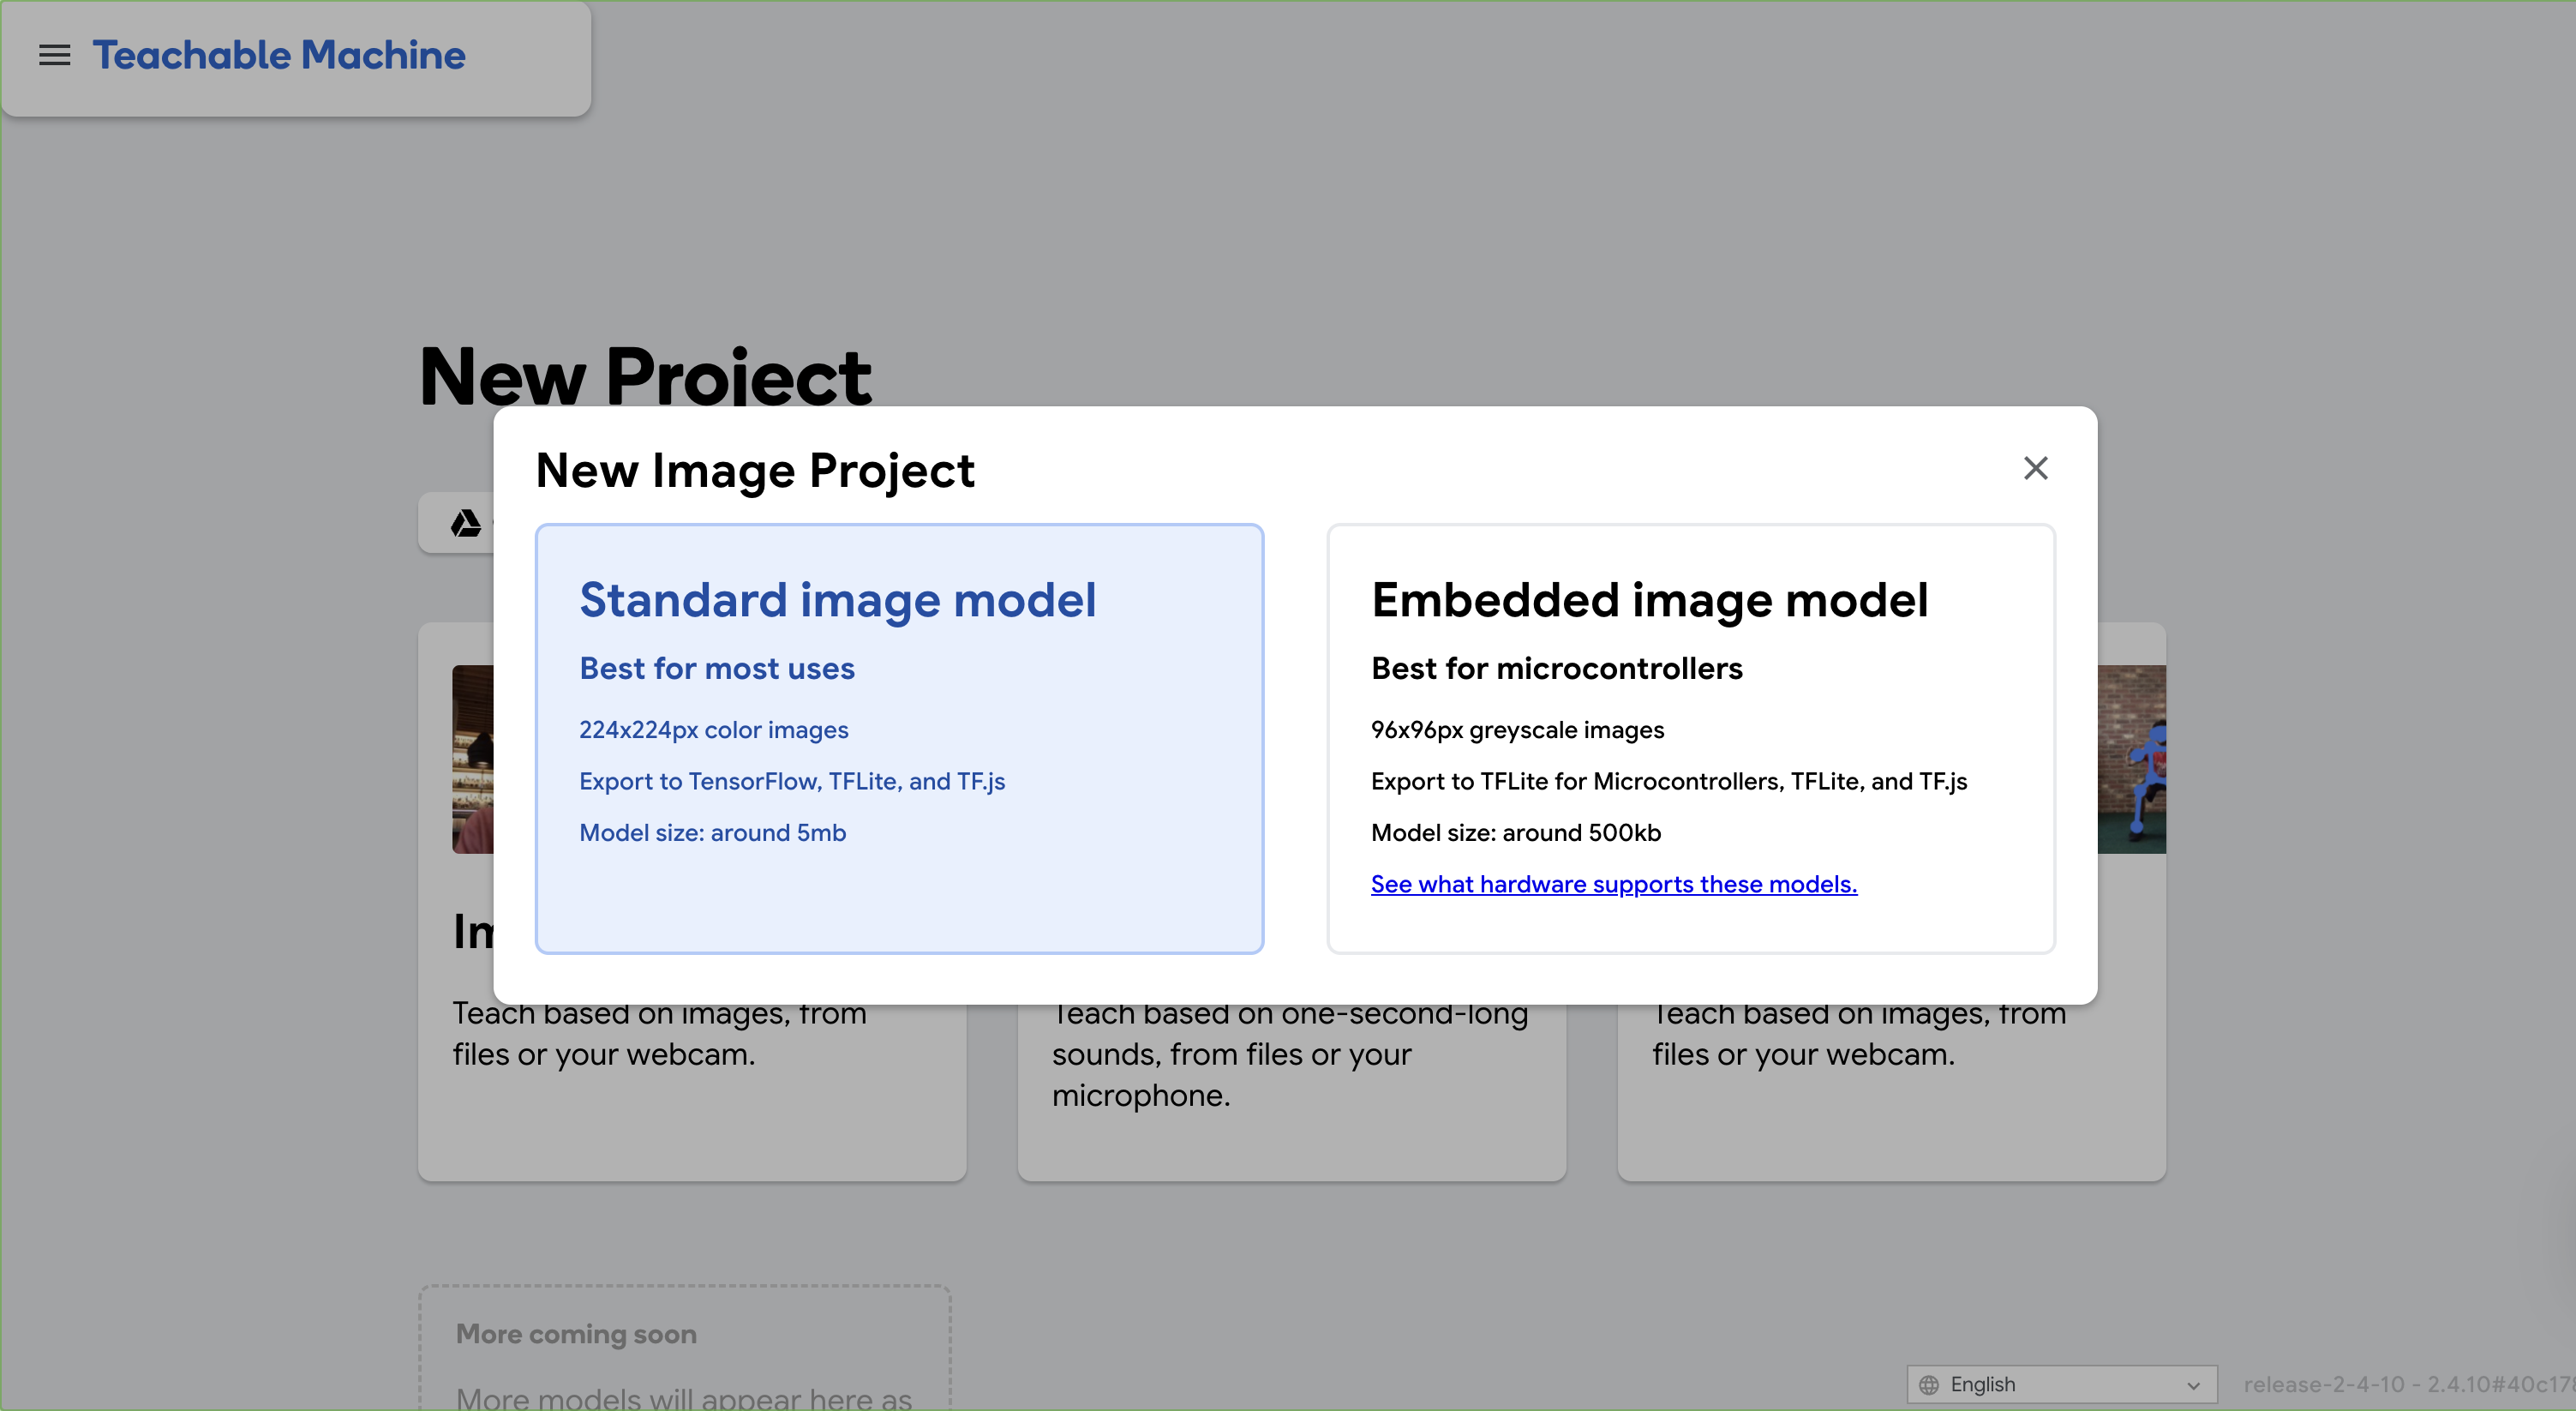 Teachable Machine
New Project
New Image Project
Standard image model
Best for most uses
224x224px color images
Export to TensorFlow, TFLite, and TF.js
Model size: around 5mb
Embedded image model
Best for microcontrollers
96x96px greyscale images
Export to TFLite for Microcontrollers, TFLite, and TF.js
Model size: around 500kb
See what hardware supports these models.
Teach based on images, from
files or your webcam.
Teach based on one-second-long
sounds, from files or your
microphone.
Teach based on images, from
files or your webcam.
More coming soon
More models will appear here as
English
release-2-4-10 - 2.4.10#40c17